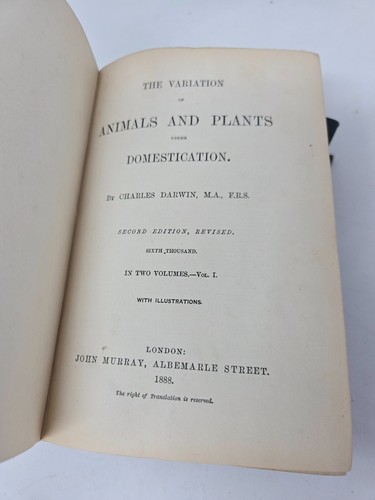 THE VARIATION
OF
ANIMALS AND PLANTS
UNDER
DOMESTICATION.
BY CHARLES DARWIN, M.A., F.R.S.
SECOND EDITION, REVISED.
SIXTH THOUSAND.
IN TWO VOLUMES.—VOL. I.
WITH ILLUSTRATIONS.
LONDON:
JOHN MURRAY, ALBEMARLE STREET.
1888.
The right of Translation is reserved.